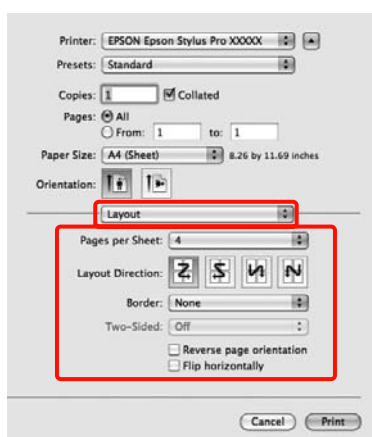 Printer: EPSON Epson Stylus Pro XXXXX
Presets: Standard
Copies: 1 Collated
Pages: All
From: 1 to: 1
Paper Size: A4 (Sheet) 8.26 by 11.69 inches
Orientation:
Layout
Pages per Sheet: 4
Layout Direction:
Border: None
Two-Sided: Off
Reverse page orientation
Flip horizontally
Cancel Print